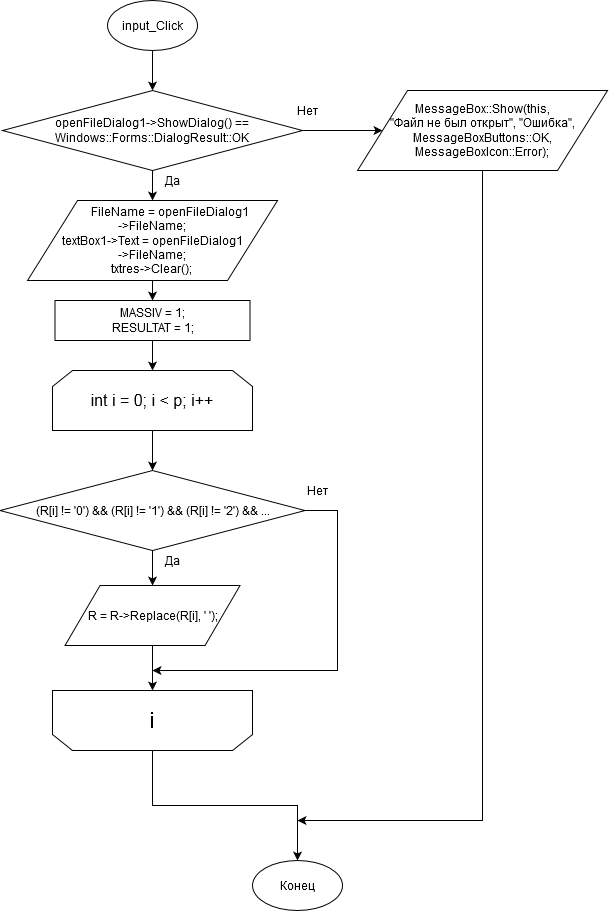 input_Click
openFileDialog1->ShowDialog() ==
Windows::Forms::DialogResult::OK
Нет
MessageBox::Show(this,
"Файл не был открыт", "Ошибка",
MessageBoxButtons::OK,
MessageBoxIcon::Error);
Да
FileName = openFileDialog1
->FileName;
textBox1->Text = openFileDialog1
->FileName;
txtres->Clear();
MASSIV = 1;
RESULTAT = 1;
int i = 0; i < p; i++
(R[i] != '0') && (R[i] != '1') && (R[i] != '2') && ...
Нет
Да
R = R->Replace(R[i], ' ');
i
Конец